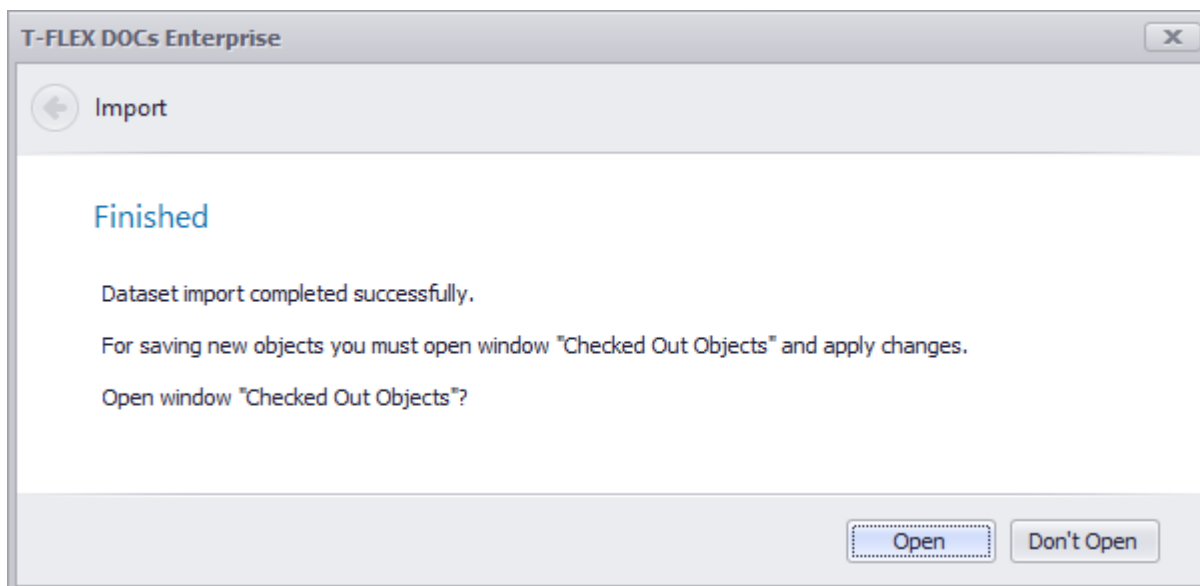 T-FLEX DOCs Enterprise
Import
Finished
Dataset import completed successfully.
For saving new objects you must open window "Checked Out Objects" and apply changes.
Open window "Checked Out Objects"?
Open
Don't Open